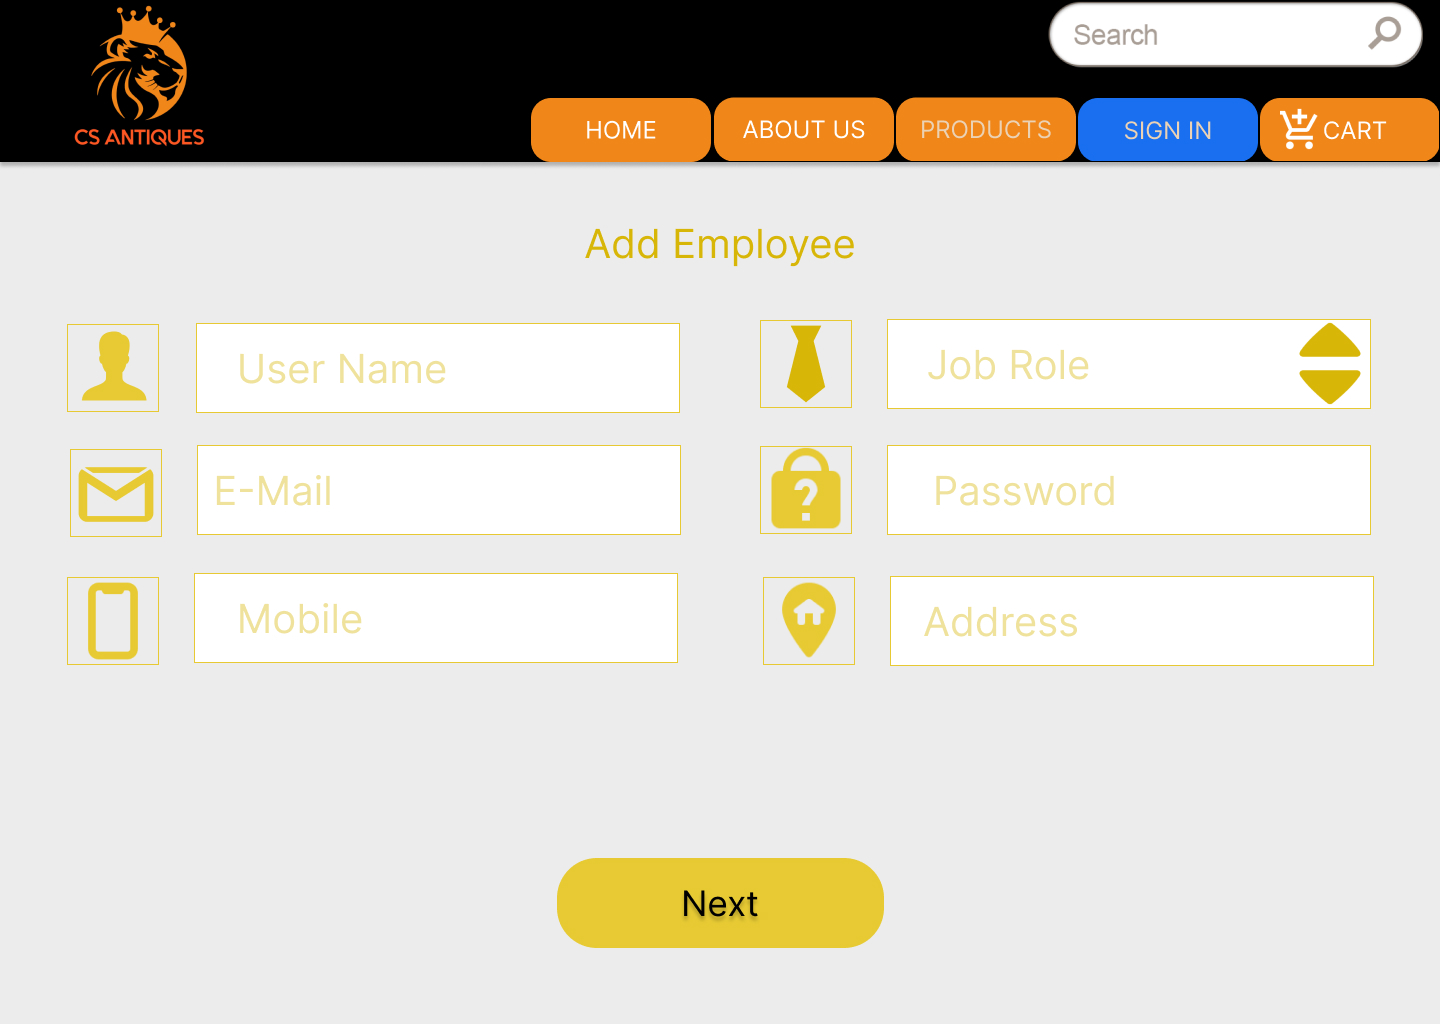 Search
CS ANTIQUES
HOME
ABOUT US
PRODUCTS
SIGN IN
CART
Add Employee
User Name
Job Role
E-Mail
?
Password
Mobile
Address
Next